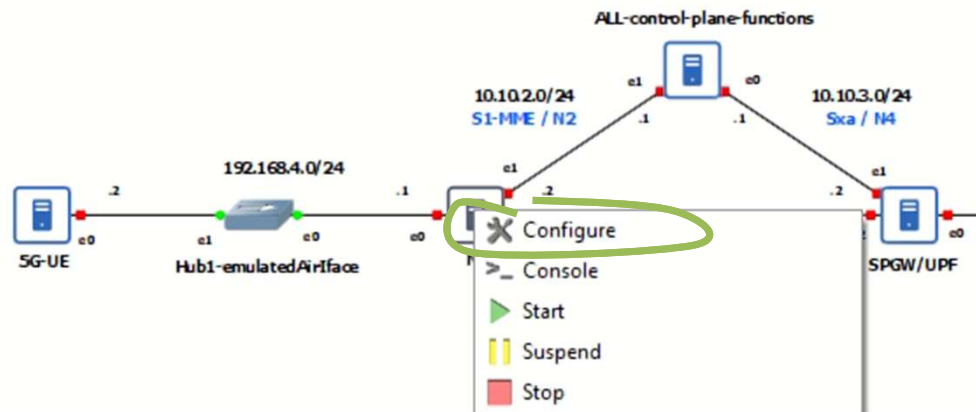 ALL-control-plane-functions
e1
e0
10.10.2.0/24
S1-MME / N2
.1
.1
10.10.3.0/24
Sxa / N4
192.168.4.0/24
e1
e1
.2
.1
.2
.2
e0
e1
e0
e0
e0
5G-UE
Hub1-emulatedAirIface
SPGW/UPF
Configure
Console
Start
Suspend
Stop